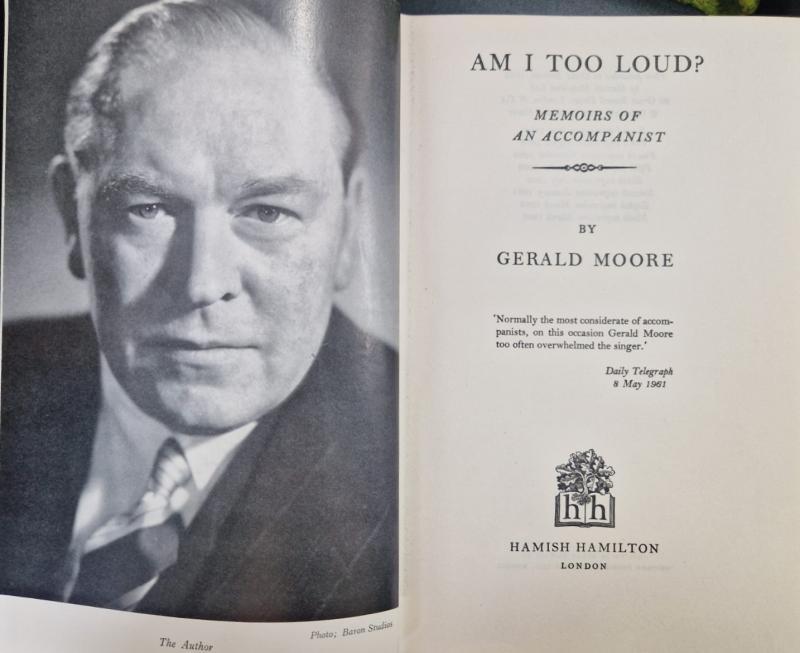 The Author
Photo; Baron Studios
AM I TOO LOUD?
MEMOIRS OF
AN ACCOMPANIST
BY
GERALD MOORE
'Normally the most considerate of accom-
panists, on this occasion Gerald Moore
too often overwhelmed the singer.'
Daily Telegraph
8 May 1961
h h
HAMISH HAMILTON
LONDON